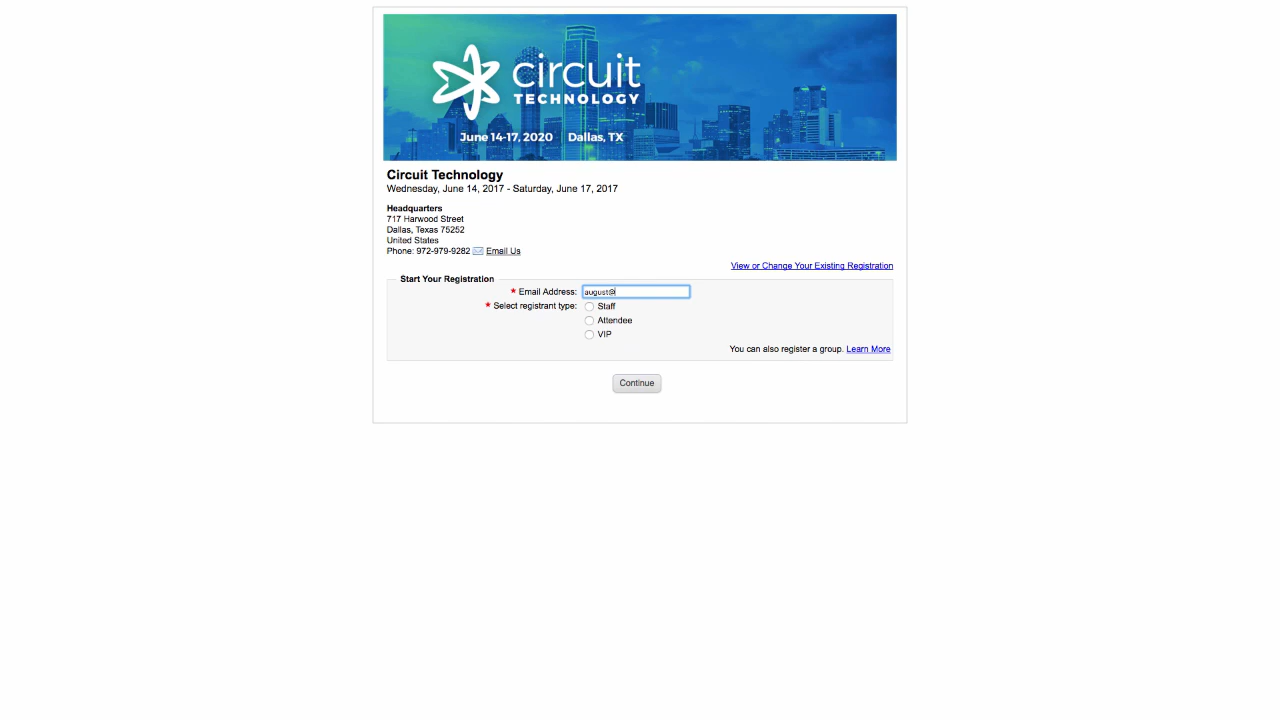 circuit
TECHNOLOGY
June 14-17, 2020 Dallas, TX
Circuit Technology
Wednesday, June 14, 2017 - Saturday, June 17, 2017
Headquarters
717 Harwood Street
Dallas, Texas 75252
United States
Phone: 972-979-9282 Email Us
View or Change Your Existing Registration
Start Your Registration
* Email Address: august@
* Select registrant type: Staff
Attendee
VIP
You can also register a group. Learn More
Continue